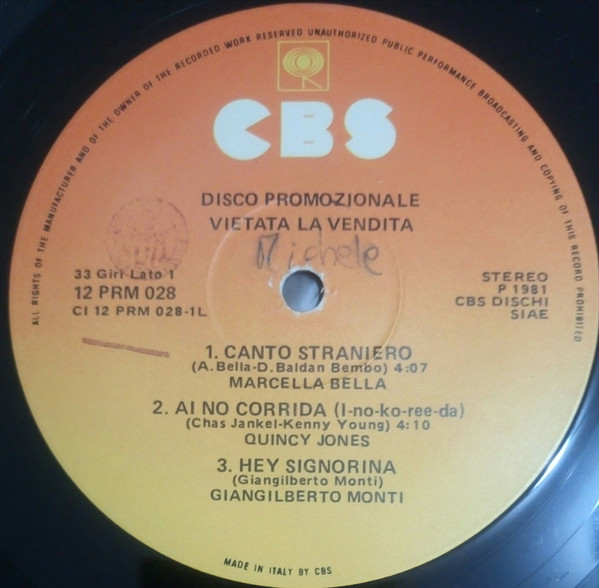 ALL RIGHTS OF THE MANUFACTURER AND OF THE OWNER OF THE RECORDED WORK RESERVED UNAUTHORIZED PUBLIC PERFORMANCE BROADCASTING AND COPYING OF THIS RECORD PROHIBITED
CBS
DISCO PROMOZIONALE
VIETATA LA VENDITA
Michele
33 Giri Lato 1
12 PRM 028
CI 12 PRM 028-1L
STEREO
P 1981
CBS DISCHI
SIAE
1. CANTO STRANIERO
(A. Bella-D. Baldan Bembo) 4:07
MARCELLA BELLA
2. AI NO CORRIDA (I-no-ko-ree-da)
(Chas Jankel-Kenny Young) 4:10
QUINCY JONES
3. HEY SIGNORINA
(Giangilberto Monti)
GIANGILBERTO MONTI
MADE IN ITALY BY CBS